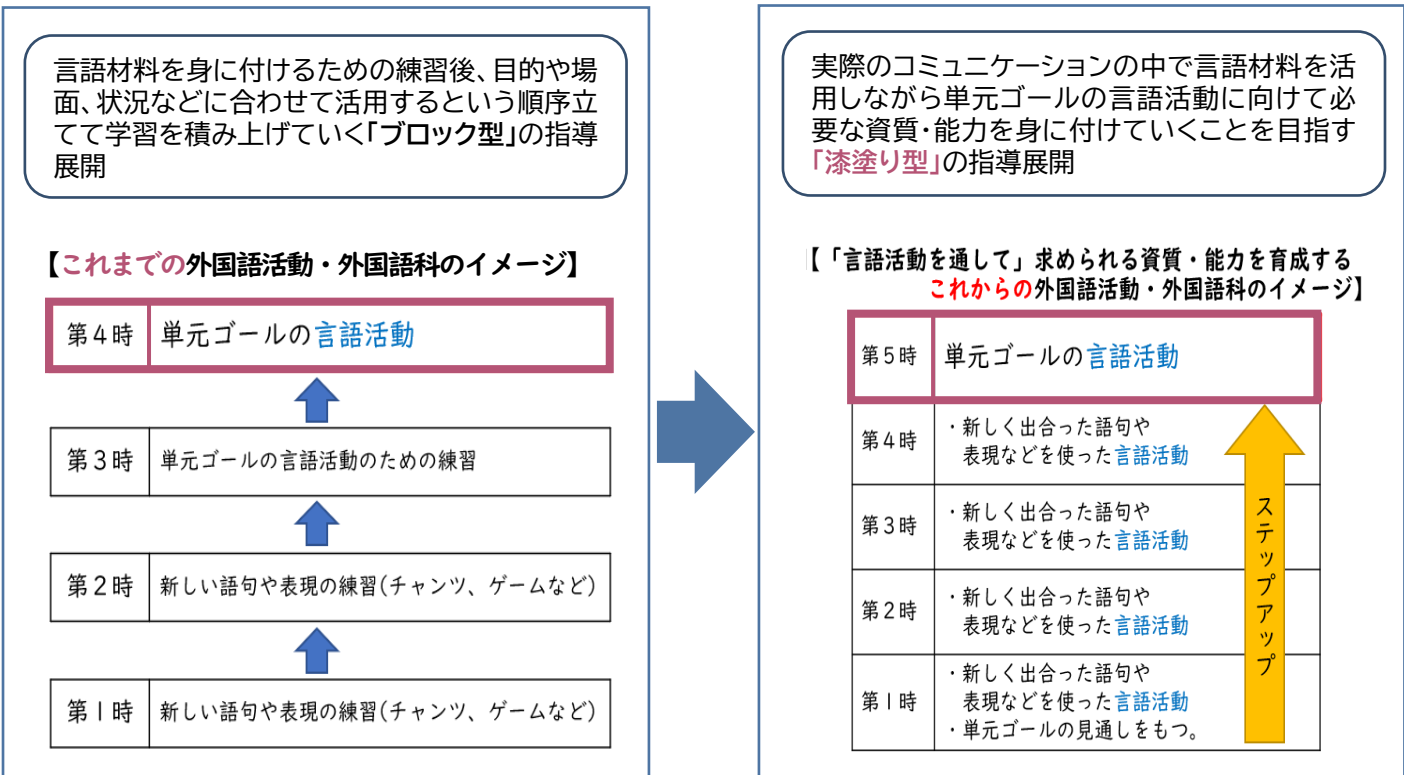 言語材料を身に付けるための練習後、目的や場
面、状況などに合わせて活用するという順序立
てて学習を積み上げていく「ブロック型」の指導
展開
【これまでの外国語活動・外国語科のイメージ】
第4時 単元ゴールの言語活動
第3時 単元ゴールの言語活動のための練習
第2時 新しい語句や表現の練習(チャンツ、ゲームなど)
第1時 新しい語句や表現の練習(チャンツ、ゲームなど)
実際のコミュニケーションの中で言語材料を活
用しながら単元ゴールの言語活動に向けて必
要な資質・能力を身に付けていくことを目指す
「漆塗り型」の指導展開
【「言語活動を通して」求められる資質・能力を育成する
これからの外国語活動・外国語科のイメージ】
第5時 単元ゴールの言語活動
第4時 ・新しく出合った語句や
表現などを使った言語活動
第3時 ・新しく出合った語句や
表現などを使った言語活動
第2時 ・新しく出合った語句や
表現などを使った言語活動
第1時 ・新しく出合った語句や
表現などを使った言語活動
・単元ゴールの見通しをもつ。
ステップアップ